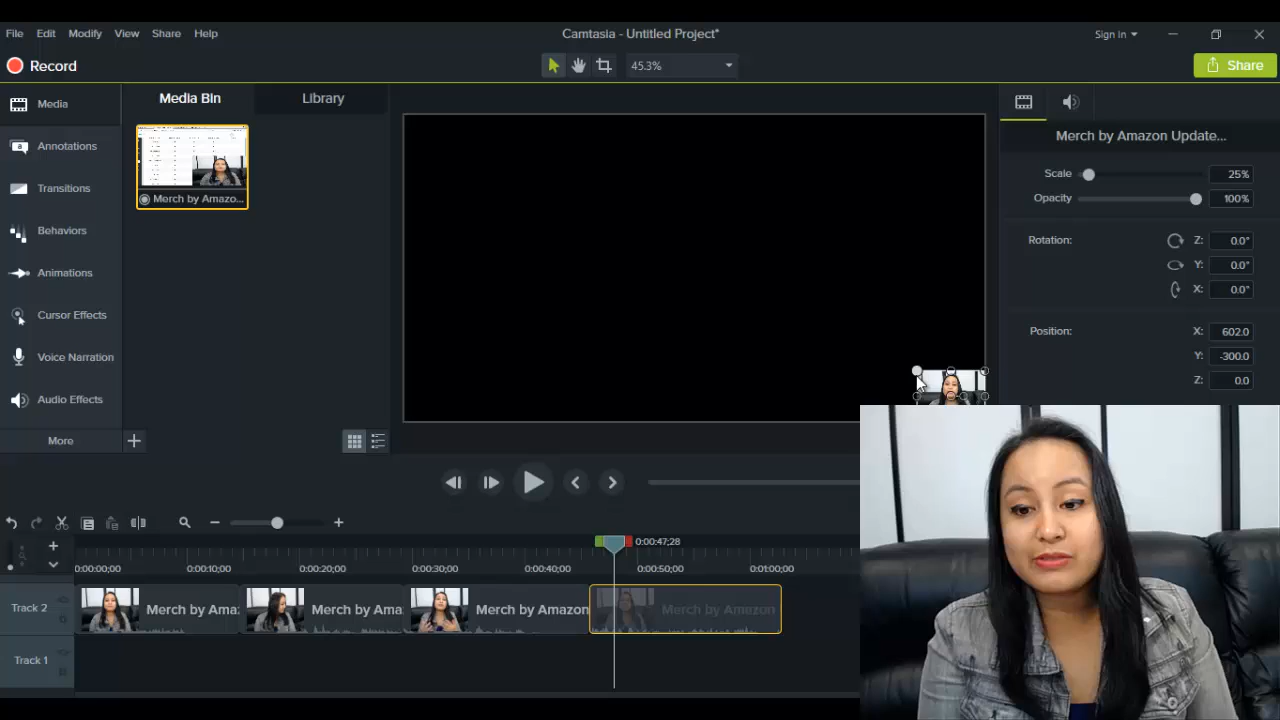 File Edit Modify View Share Help
Camtasia - Untitled Project*
Sign in
Record
45.3%
Share
Media
Media Bin
Library
Merch by Amazon Update...
Annotations
Scale 25%
Transitions
Merch by Amazo...
Opacity 100%
Behaviors
Rotation: Z: 0.0°
Animations
Y: 0.0°
X: 0.0°
Cursor Effects
Position: X: 602.0
Voice Narration
Y: -300.0
Z: 0.0
Audio Effects
More
0:00:47;28
0:00:00;00 0:00:10;00 0:00:20;00 0:00:30;00 0:00:40;00 0:00:50;00 0:01:00;00
Track 2
Merch by Ama
Merch by Ama
Merch by Amazon
Merch by Amazon
Track 1